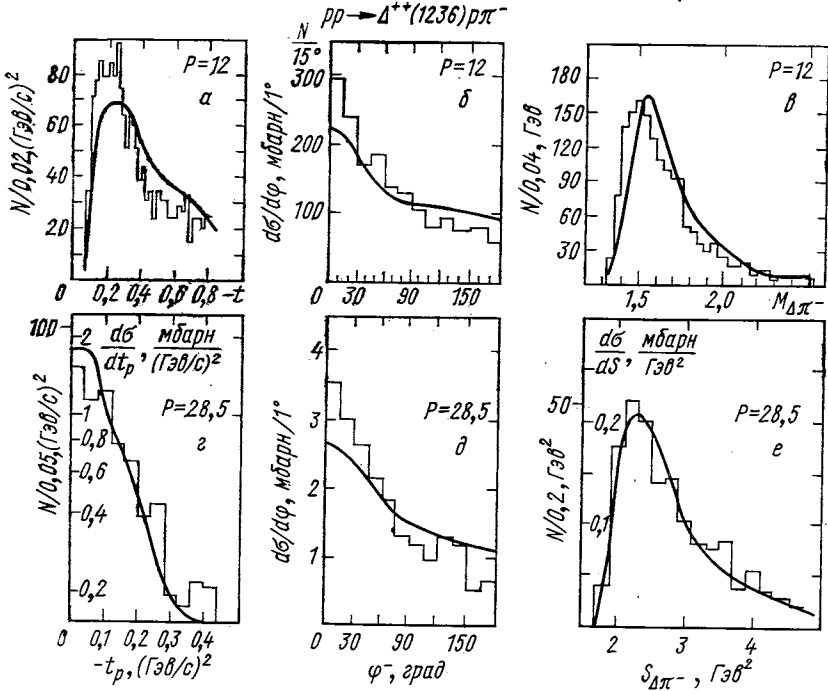 pp→Δ⁺⁺(1236)pπ⁻
N/0,02,(Гэв/с)²
80
60
40
20
0
0,2
0,4
0,6
0,8
-t
P=12
а
N/15°
dσ/dφ, мбарн/1°
300
200
100
0
30
90
150
P=12
б
N/0,04, Гэв
180
150
120
90
60
30
0
1,5
2,0
M_Δπ⁻
P=12
в
N/0,05,(Гэв/с)²
100
2
1
0,8
0,6
0,4
0,2
dσ/dt_p, мбарн/(Гэв/с)²
P=28,5
г
0
0,1
0,2
0,3
0,4
-t_p,(Гэв/с)²
dσ/dφ, мбарн/1°
4
3
2
1
P=28,5
д
0
30
90
150
φ⁻, град
N/0,2, Гэв²
50
0,2
0,1
dσ/dS, мбарн/Гэв²
P=28,5
е
2
3
4
S_Δπ⁻, Гэв²